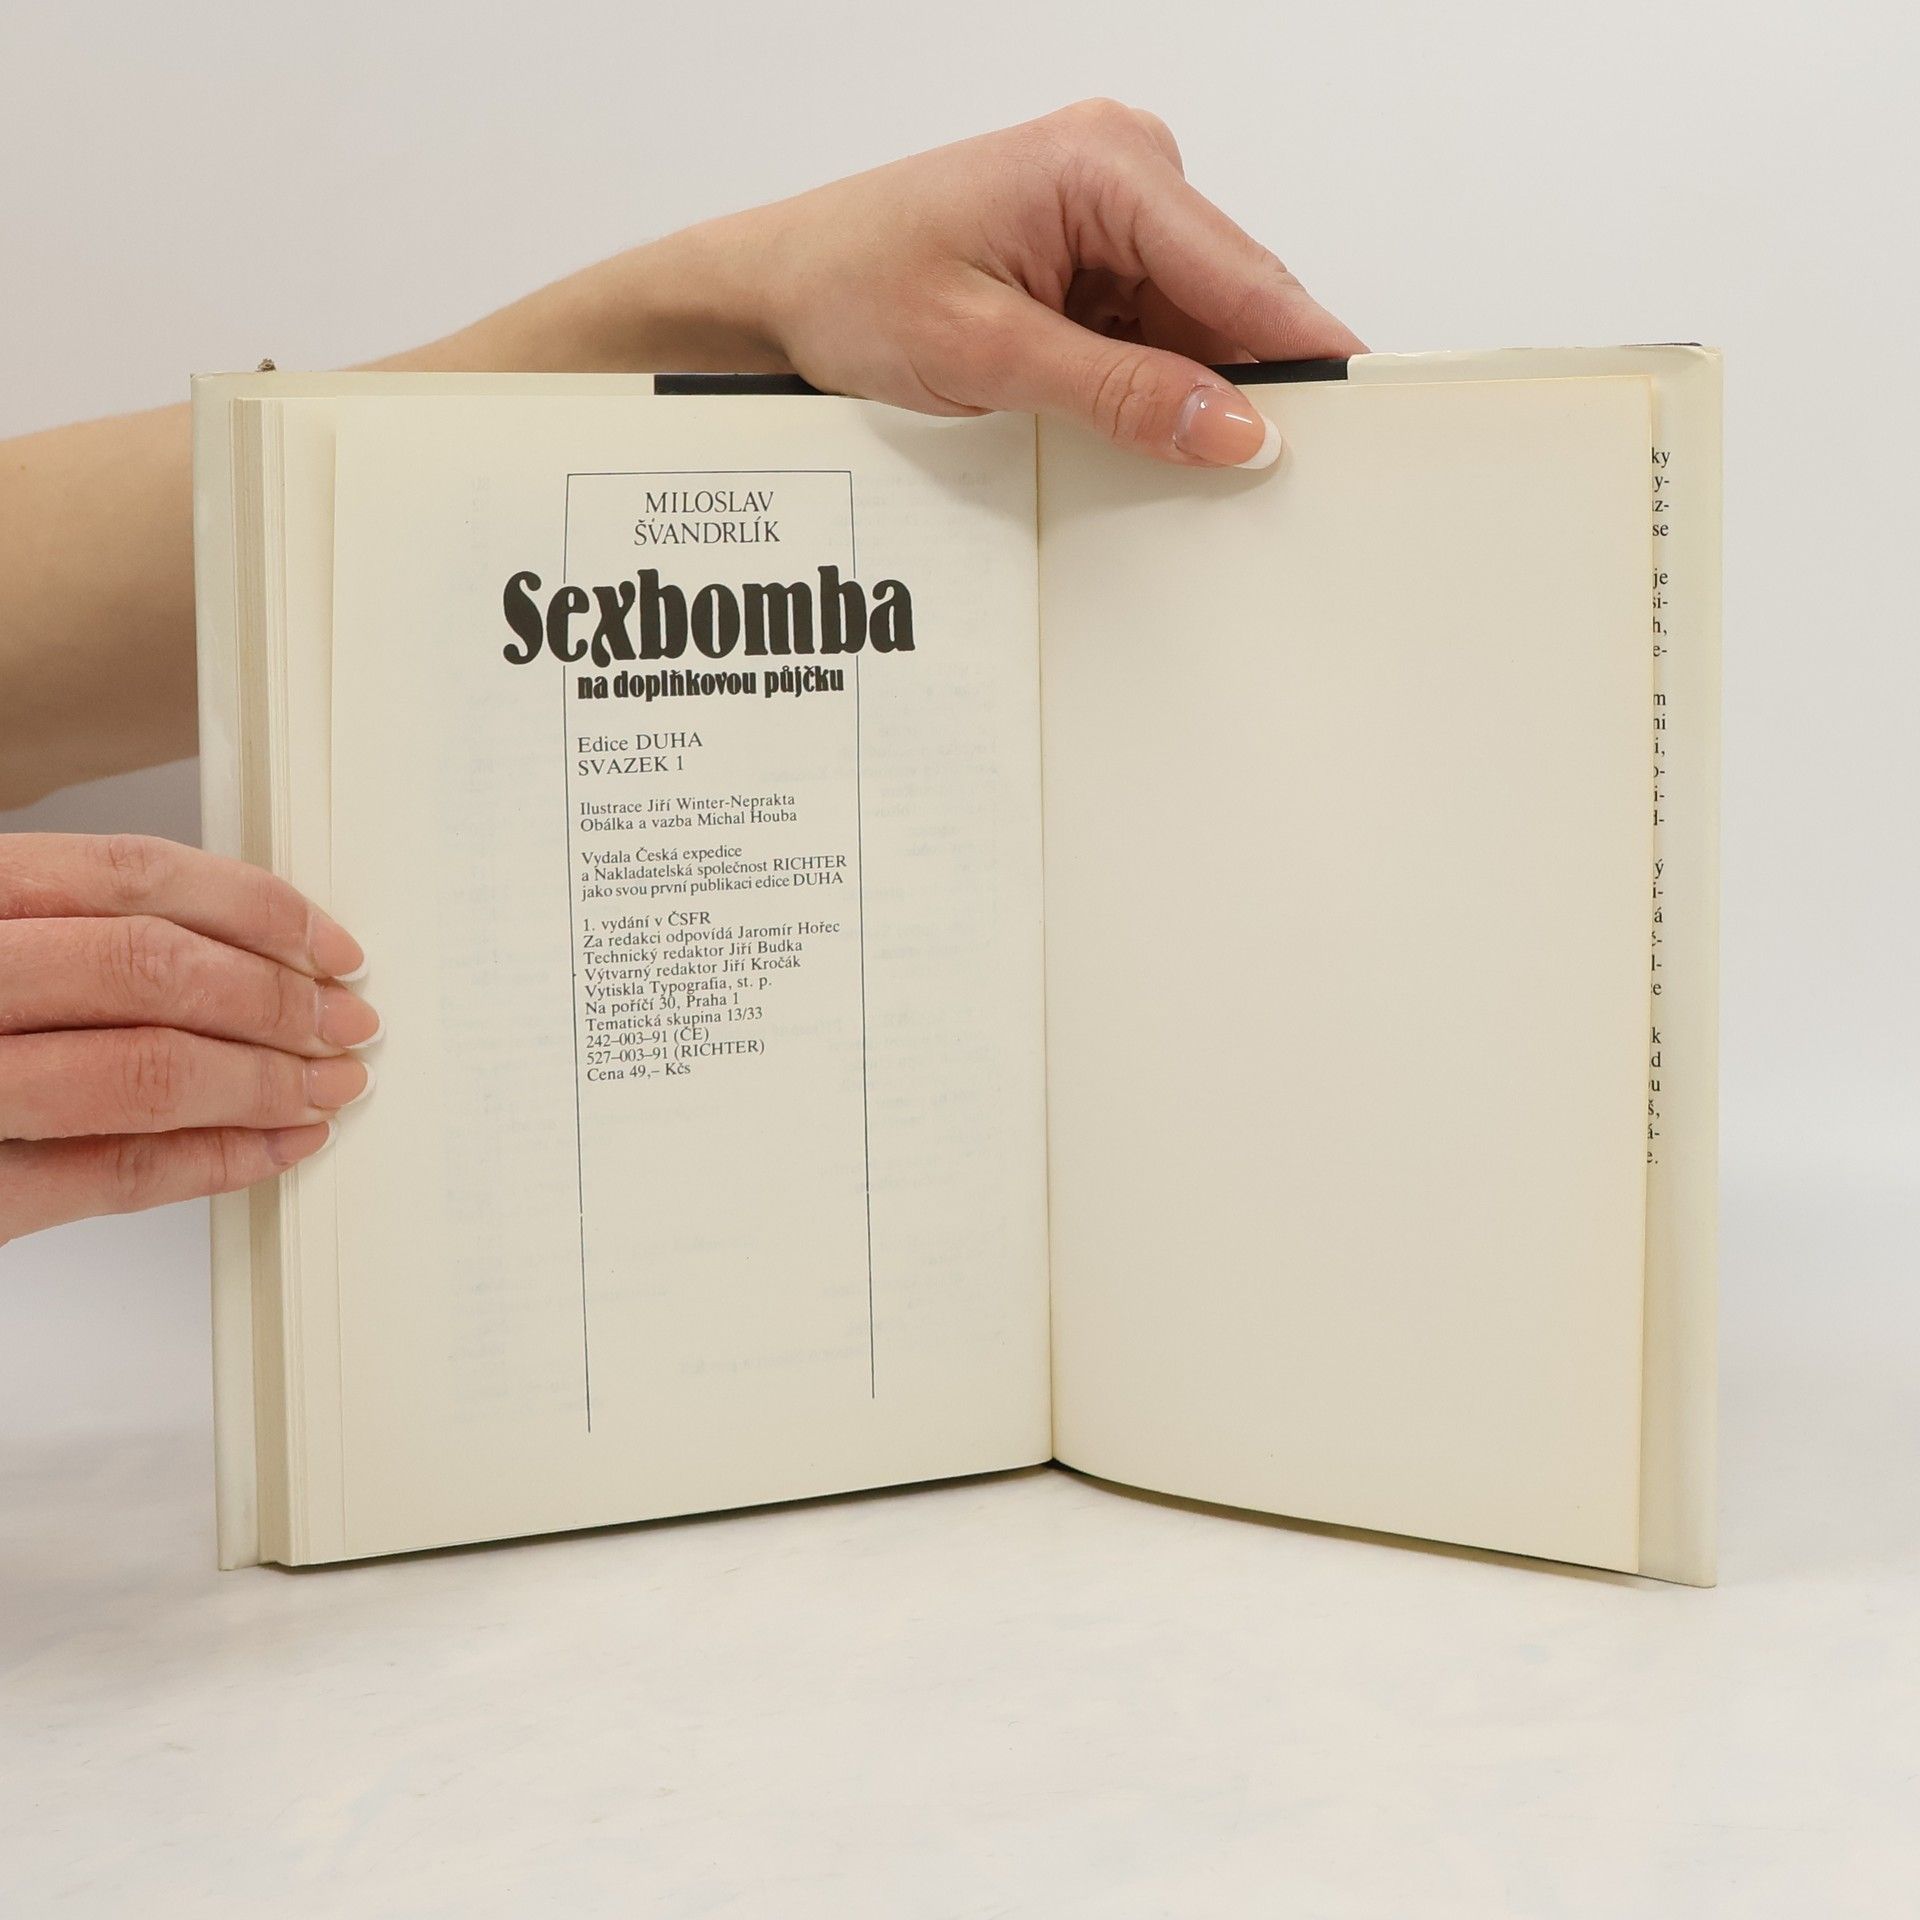 MILOSLAV
ŠVANDRLÍK
Sexbomba
na doplňkovou půjčku
Edice DUHA
SVAZEK 1
Ilustrace Jiří Winter-Neprakta
Obálka a vazba Michal Houba
Vydala Česká expedice
a Nakladatelská společnost RICHTER
jako svou první publikaci edice DUHA
1. vydání v ČSFR
Za redakci odpovídá Jaromír Hořec
Technický redaktor Jiří Budka
Výtvarný redaktor Jiří Kročák
Vytiskla Typografia, st. p.
Na poříčí 30, Praha 1
Tematická skupina 13/33
242–003–91 (ČE)
527–003–91 (RICHTER)
Cena 49,– Kčs